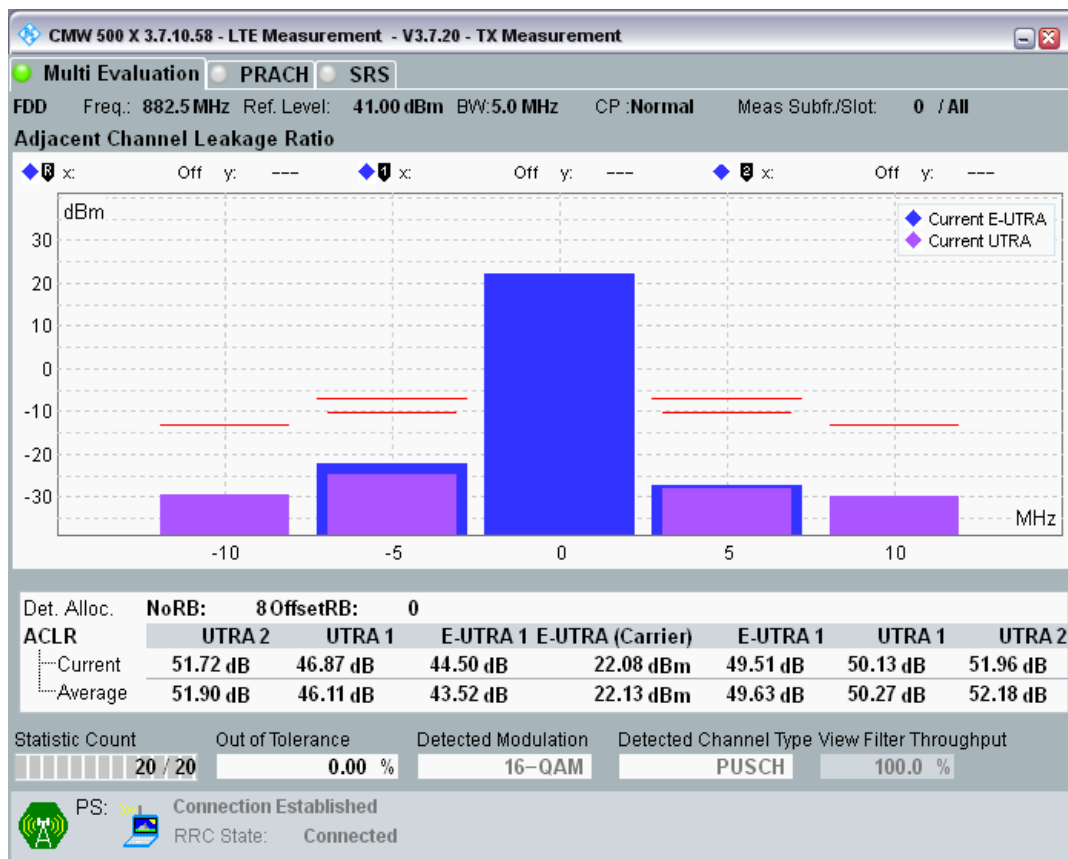 CMW 500 X 3.7.10.58 - LTE Measurement - V3.7.20 - TX Measurement
Multi Evaluation PRACH SRS
FDD Freq.: 882.5 MHz Ref. Level: 41.00 dBm BW:5.0 MHz CP :Normal Meas Subfr./Slot: 0 / All
Adjacent Channel Leakage Ratio
R x: Off y: --- 1 x: Off y: --- 2 x: Off y: ---
dBm
Current E-UTRA
Current UTRA
30
20
10
0
-10
-20
-30
MHz
-10 -5 0 5 10
Det. Alloc. NoRB: 8 OffsetRB: 0
ACLR UTRA 2 UTRA 1 E-UTRA 1 E-UTRA (Carrier) E-UTRA 1 UTRA 1 UTRA 2
Current 51.72 dB 46.87 dB 44.50 dB 22.08 dBm 49.51 dB 50.13 dB 51.96 dB
Average 51.90 dB 46.11 dB 43.52 dB 22.13 dBm 49.63 dB 50.27 dB 52.18 dB
Statistic Count Out of Tolerance Detected Modulation Detected Channel Type View Filter Throughput
20 / 20 0.00 % 16-QAM PUSCH 100.0 %
PS: Connection Established
RRC State: Connected